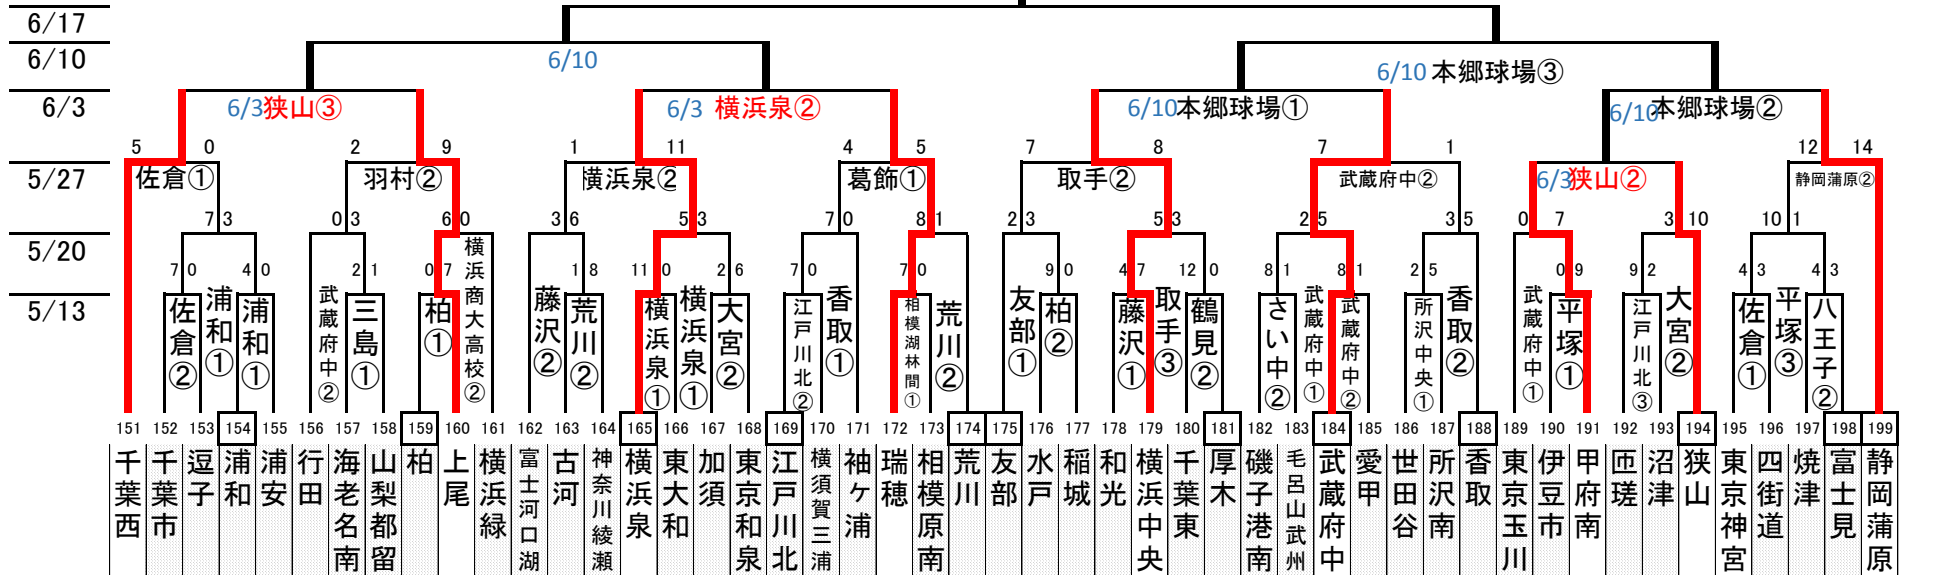 6/17
6/10
6/10
6/10 本郷球場③
6/3
6/3狭山③
6/3 横浜泉②
6/10本郷球場①
6/10本郷球場②
5 0 2 9 1 11 4 5 7 8 7 1 12 14
5/27
佐倉① 羽村② 横浜泉② 葛飾① 取手② 武蔵府中② 6/3狭山② 静岡蒲原②
7 3 0 3 6 0 3 6 5 3 7 0 8 1 2 3 5 3 2 5 3 5 0 7 3 10 10 1
5/20
7 0 4 0 2 1 0 7 1 8 11 0 2 6 7 0 7 0 9 0 4 7 12 0 8 1 8 1 2 5 0 9 9 2 4 3 4 3
5/13
佐倉②
浦和①
浦和①
武蔵府中②
三島①
柏①
横浜商大高校②
藤沢②
荒川②
横浜泉①
横浜泉①
大宮②
江戸川北②
香取①
相模湖林間①
荒川②
友部①
柏②
藤沢①
取手③
鶴見②
さい中②
武蔵府中①
武蔵府中②
所沢中央①
香取②
武蔵府中①
平塚①
江戸川北③
大宮②
佐倉①
平塚③
八王子②
151 152 153 154 155 156 157 158 159 160 161 162 163 164 165 166 167 168 169 170 171 172 173 174 175 176 177 178 179 180 181 182 183 184 185 186 187 188 189 190 191 192 193 194 195 196 197 198 199
千葉西
千葉市
逗子
浦和
浦安
行田
海老名南
山梨都留
柏
上尾
横浜緑
富士河口湖
古河
神奈川綾瀬
横浜泉
東大和
加須
東京和泉
江戸川北
横須賀三浦
袖ヶ浦
瑞穂
相模原南
荒川
友部
水戸
稲城
和光
横浜中央
千葉東
厚木
磯子港南
毛呂山武州
武蔵府中
愛甲
世田谷
所沢南
香取
東京玉川
伊豆市
甲府南
匝瑳
沼津
狭山
東京神宮
四街道
焼津
富士見
静岡蒲原